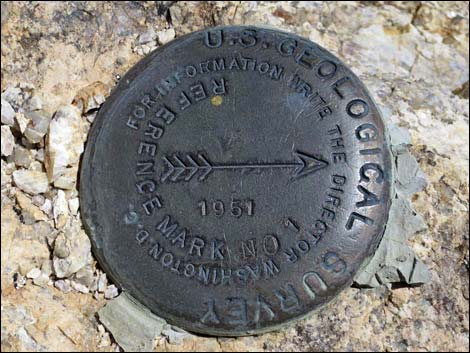 U.S. GEOLOGICAL SURVEY
FOR INFORMATION WRITE THE DIRECTOR WASHINGTON D.C.
REFERENCE MARK NO. 1
1951